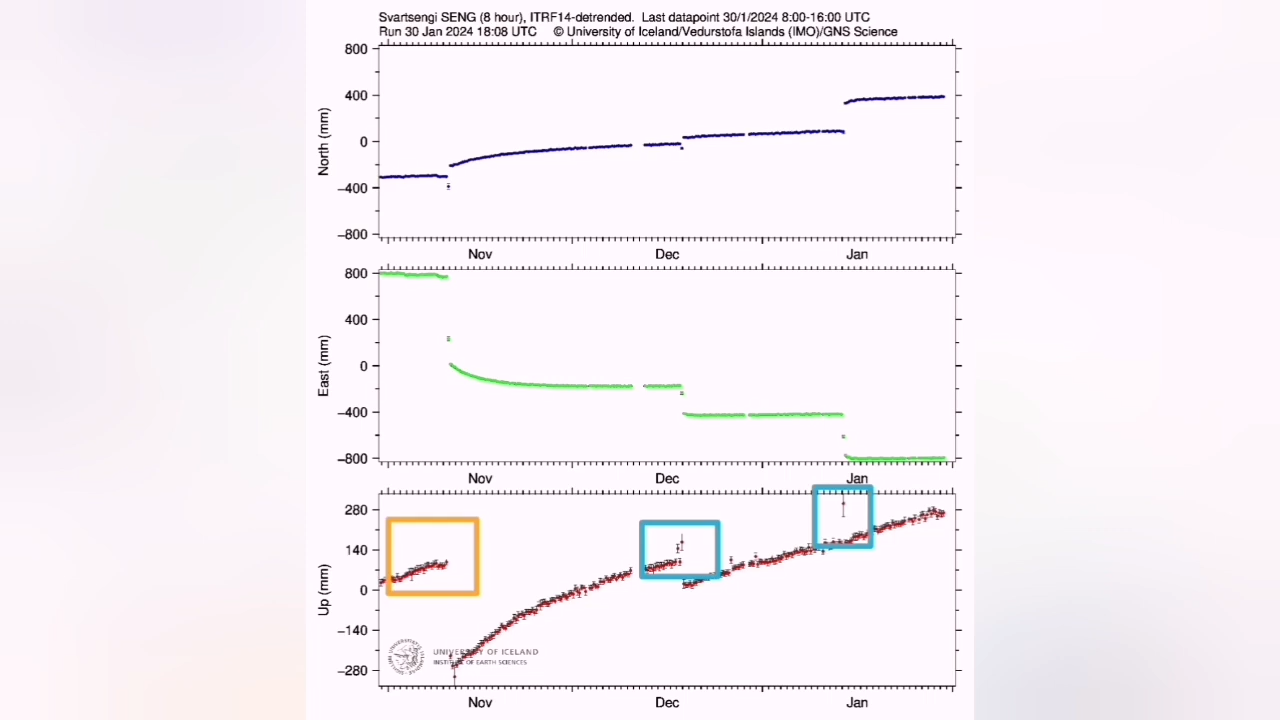 Svartsengi SENG (8 hour), ITRF14-detrended. Last datapoint 30/1/2024 8:00-16:00 UTC
Run 30 Jan 2024 18:08 UTC © University of Iceland/Vedurstofa Islands (IMO)/GNS Science
800
400
0
−400
−800
North (mm)
Nov Dec Jan
800
400
0
−400
−800
East (mm)
Nov Dec Jan
280
140
0
−140
−280
Up (mm)
UNIVERSITY OF ICELAND
OF EARTH SCIENCES
Nov Dec Jan